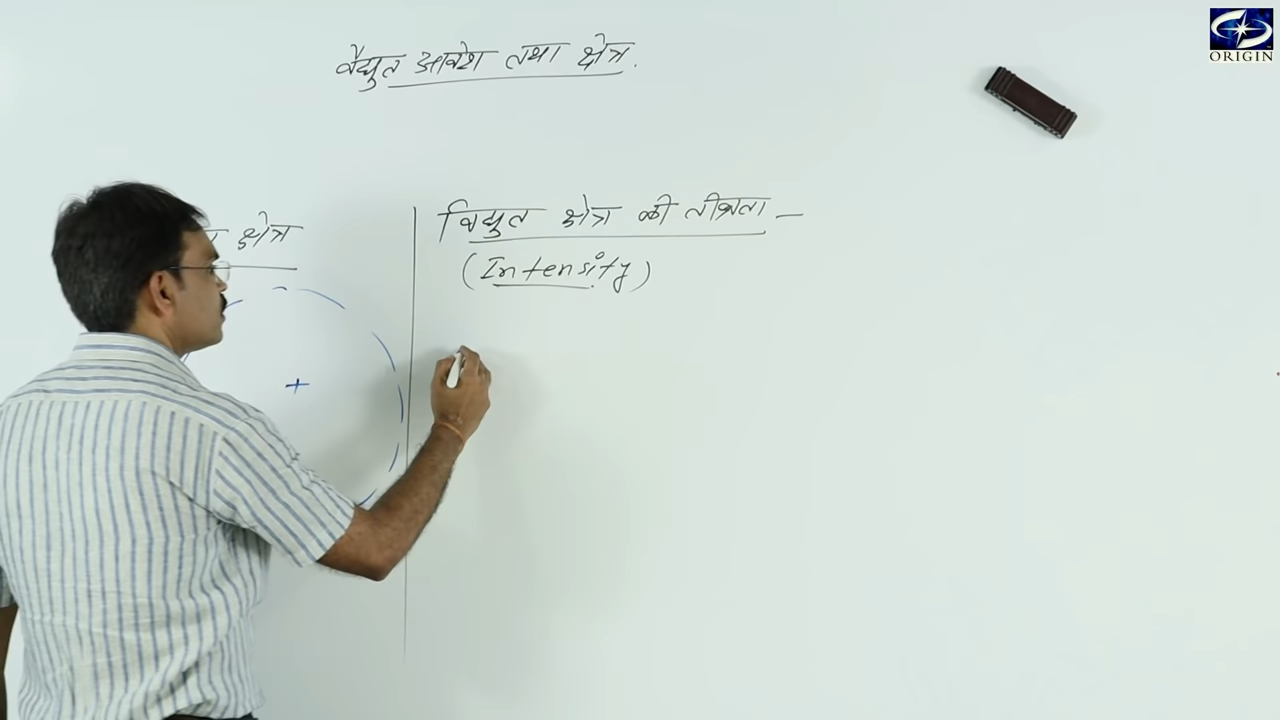 वैद्युत आवेश तथा क्षेत्र.
ORIGIN
क्षेत्र
विद्युत क्षेत्र की तीव्रता –
(Intensity)
+